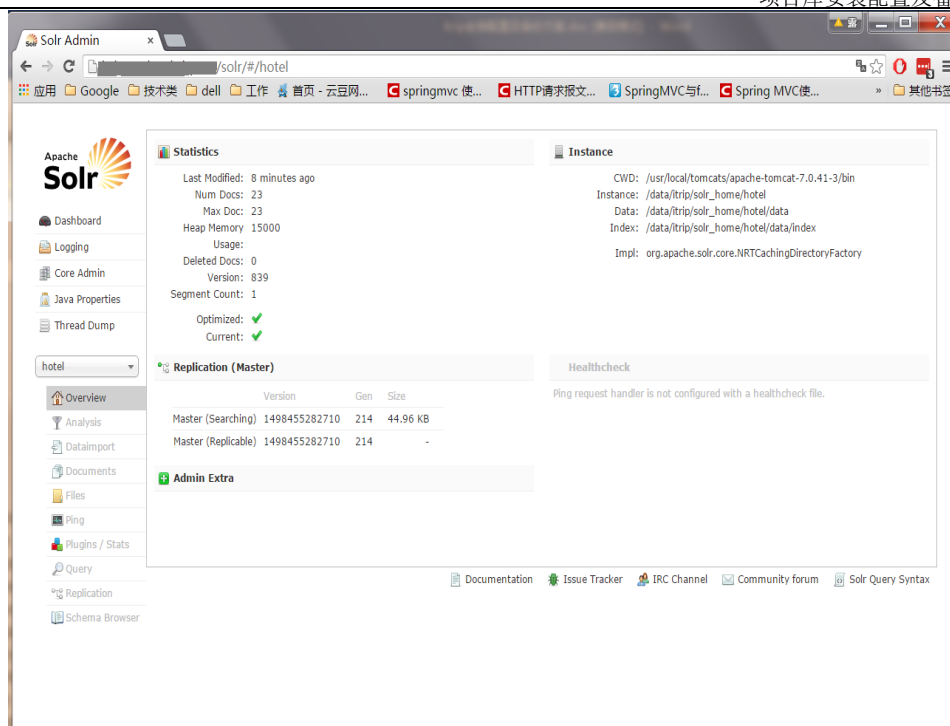 项目库安装配置及备
Solr Admin ×
/solr/#/hotel
应用 Google 技术类 dell 工作 首页 - 云豆网... springmvc 使... HTTP请求报文... SpringMVC与f... Spring MVC使... » 其他书签
Apache
Solr
Dashboard
Logging
Core Admin
Java Properties
Thread Dump
hotel
Overview
Analysis
Dataimport
Documents
Files
Ping
Plugins / Stats
Query
Replication
Schema Browser
Statistics
Last Modified: 8 minutes ago
Num Docs: 23
Max Doc: 23
Heap Memory 15000
Usage:
Deleted Docs: 0
Version: 839
Segment Count: 1
Optimized:
Current:
Instance
CWD: /usr/local/tomcats/apache-tomcat-7.0.41-3/bin
Instance: /data/itrip/solr_home/hotel
Data: /data/itrip/solr_home/hotel/data
Index: /data/itrip/solr_home/hotel/data/index
Impl: org.apache.solr.core.NRTCachingDirectoryFactory
Replication (Master)
Version Gen Size
Master (Searching) 1498455282710 214 44.96 KB
Master (Replicable) 1498455282710 214 -
Healthcheck
Ping request handler is not configured with a healthcheck file.
Admin Extra
Documentation Issue Tracker IRC Channel Community forum Solr Query Syntax